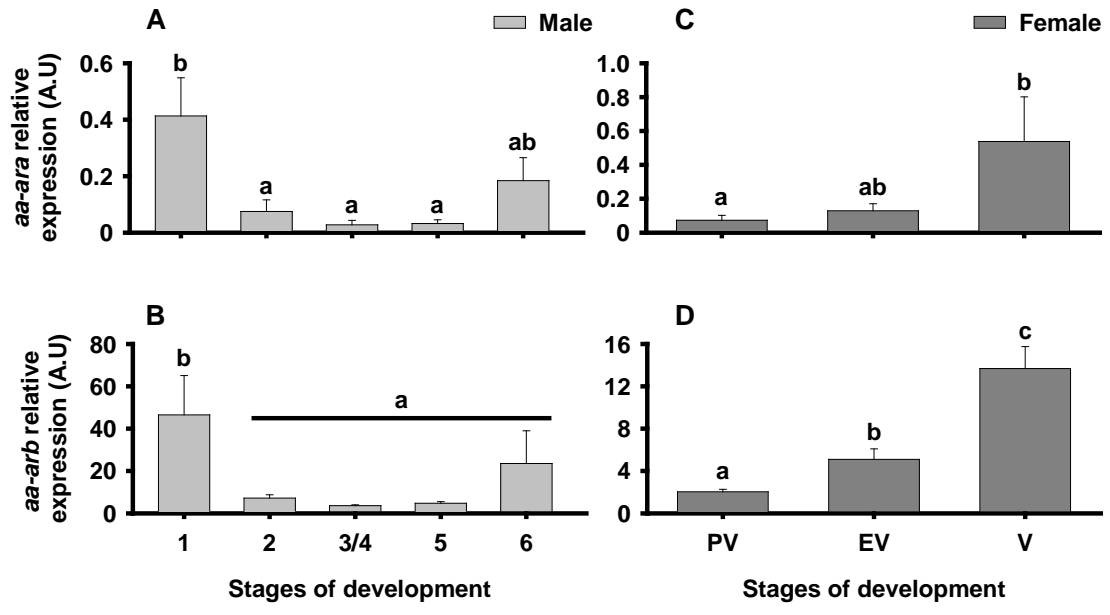 A
Male
C
Female
aa-ara relative
expression (A.U)
0.6
0.4
0.2
0
b
a
a
a
ab
1.0
0.8
0.6
0.4
0.2
0
a
ab
b
B
aa-arb relative
expression (A.U)
80
60
40
20
0
b
a
1 2 3/4 5 6
Stages of development
D
16
12
8
4
0
a
b
c
PV EV V
Stages of development